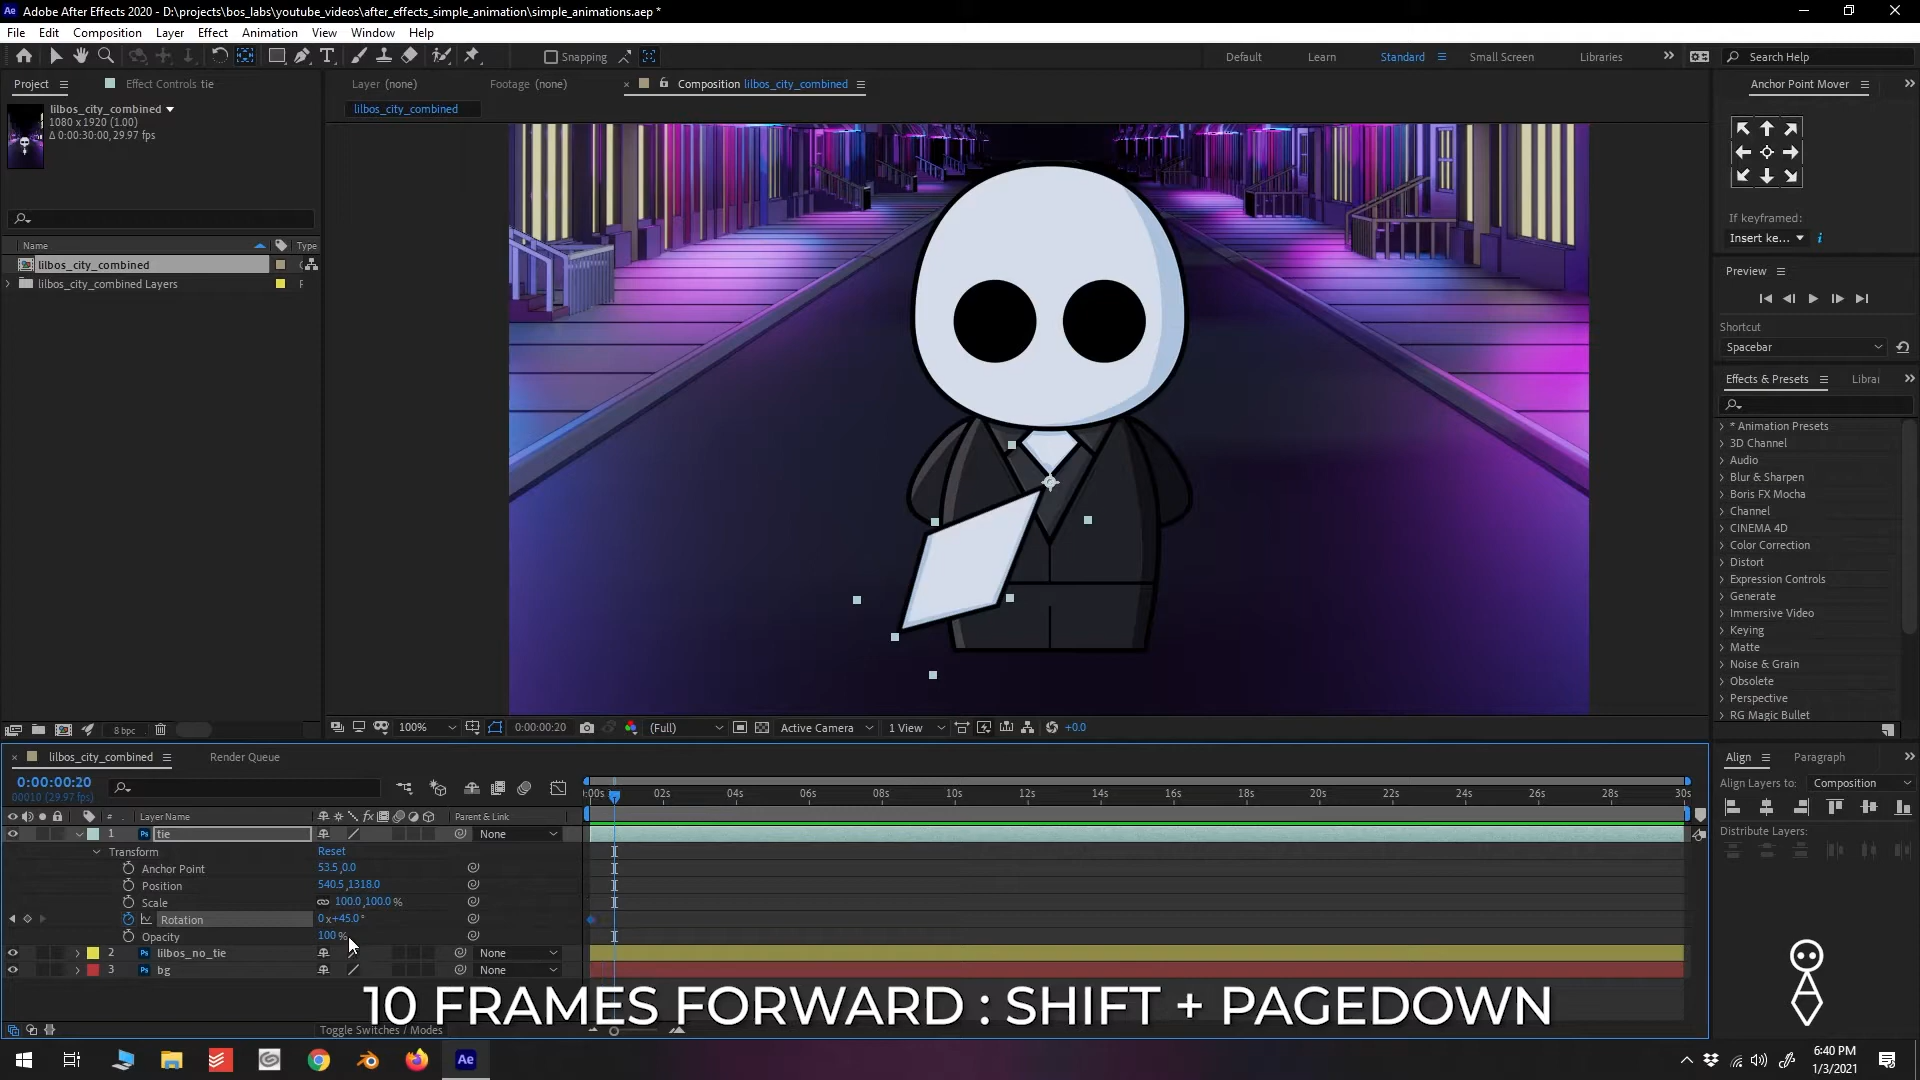 Ae Adobe After Effects 2020 - D:\projects\bos_labs\youtube_videos\after_effects_simple_animation\simple_animations.aep *
File Edit Composition Layer Effect Animation View Window Help
Snapping
Default Learn Standard Small Screen Libraries
Search Help
Project Effect Controls tie
Layer (none) Footage (none) Composition lilbos_city_combined
lilbos_city_combined
lilbos_city_combined
1080 x 1920 (1.00)
Δ 0:00:30:00, 29.97 fps
Name Type
lilbos_city_combined
lilbos_city_combined Layers F
8 bpc
100% 0:00:00:20 (Full) Active Camera 1 View +0.0
Anchor Point Mover
If keyframed:
Insert ke...
Preview
Shortcut
Spacebar
Effects & Presets Librai
* Animation Presets
3D Channel
Audio
Blur & Sharpen
Boris FX Mocha
Channel
CINEMA 4D
Color Correction
Distort
Expression Controls
Generate
Immersive Video
Keying
Matte
Noise & Grain
Obsolete
Perspective
RG Magic Bullet
lilbos_city_combined Render Queue
0:00:00:20
00010 (29.97 fps)
:00s 02s 04s 06s 08s 10s 12s 14s 16s 18s 20s 22s 24s 26s 28s 30s
# Layer Name fx Parent & Link
1 Ps tie None
Transform Reset
Anchor Point 53.5,0.0
Position 540.5,1318.0
Scale 100.0,100.0 %
Rotation 0 x+45.0 °
Opacity 100 %
2 Ps lilbos_no_tie None
3 Ps bg None
Toggle Switches / Modes
10 FRAMES FORWARD : SHIFT + PAGEDOWN
Align Paragraph
Align Layers to: Composition
Distribute Layers:
Ae
6:40 PM
1/3/2021